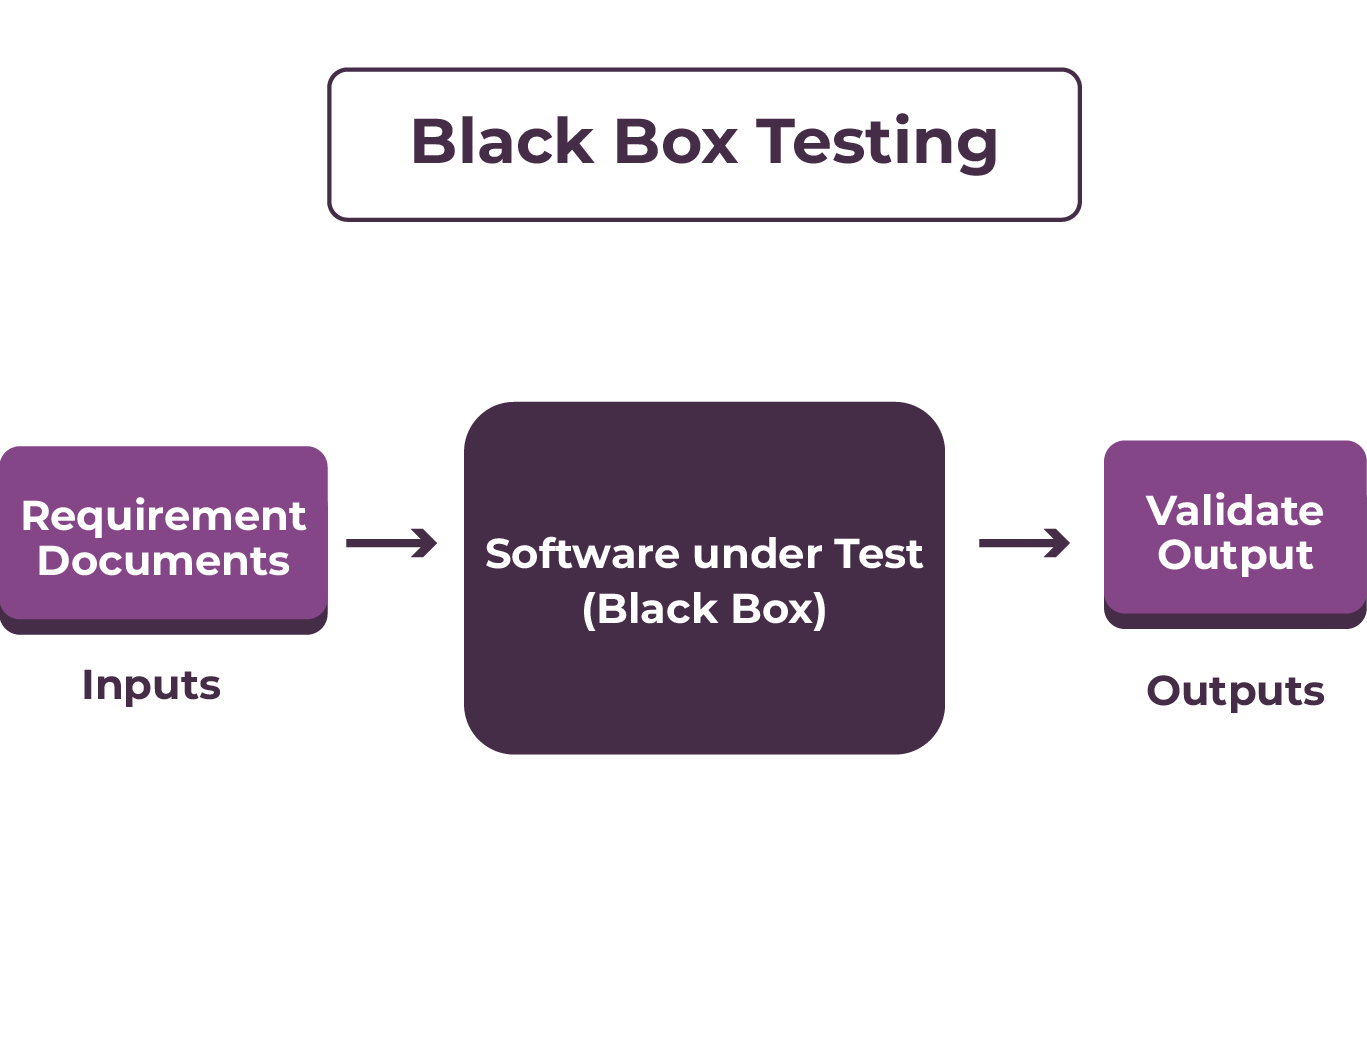 Black Box Testing
Requirement
Documents
Inputs
Software under Test
(Black Box)
Validate
Output
Outputs